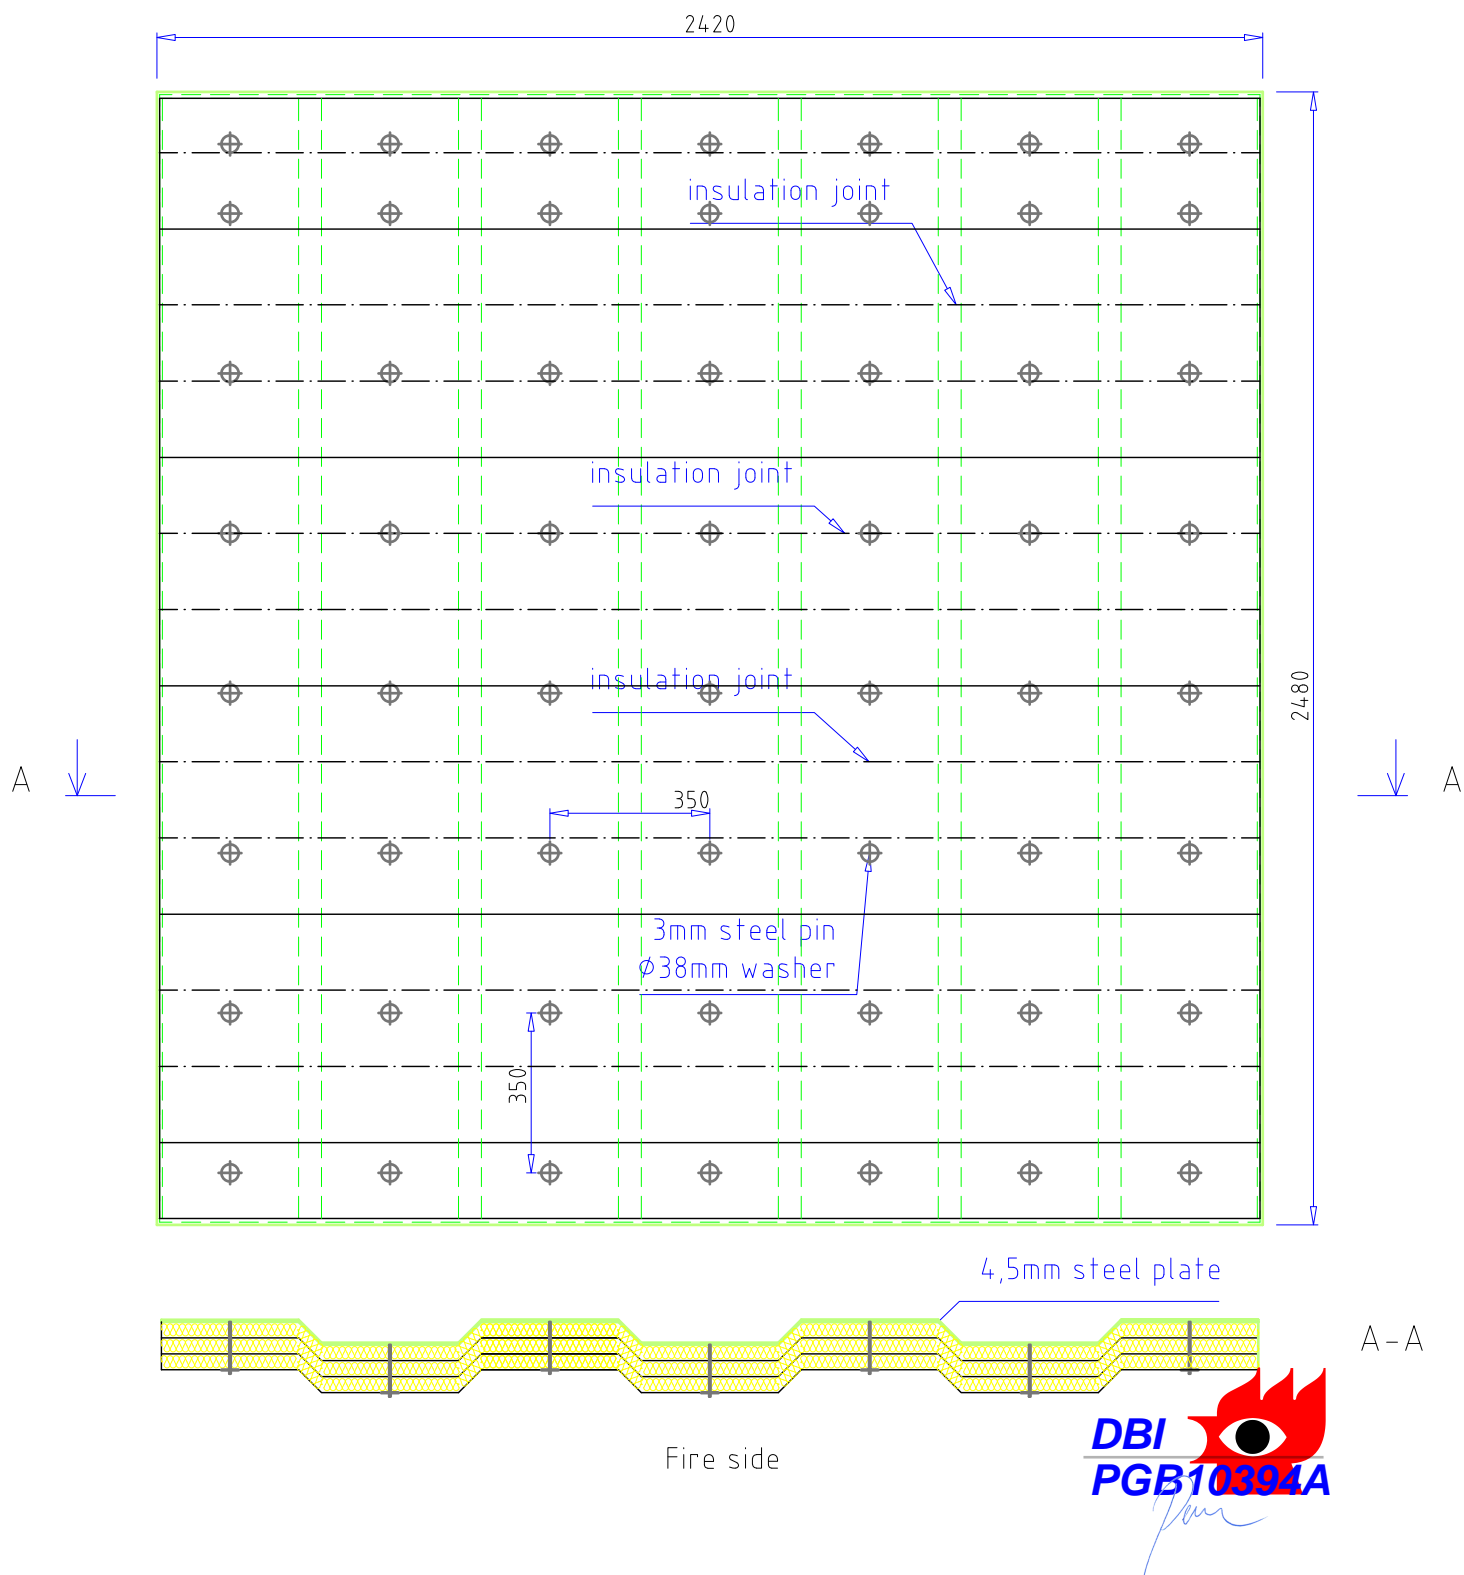 2420
insulation joint
insulation joint
2480
insulation joint
A
A
350
3mm steel pin
Ø38mm washer
350
4,5mm steel plate
A-A
DBI
Fire side
PGB10394A